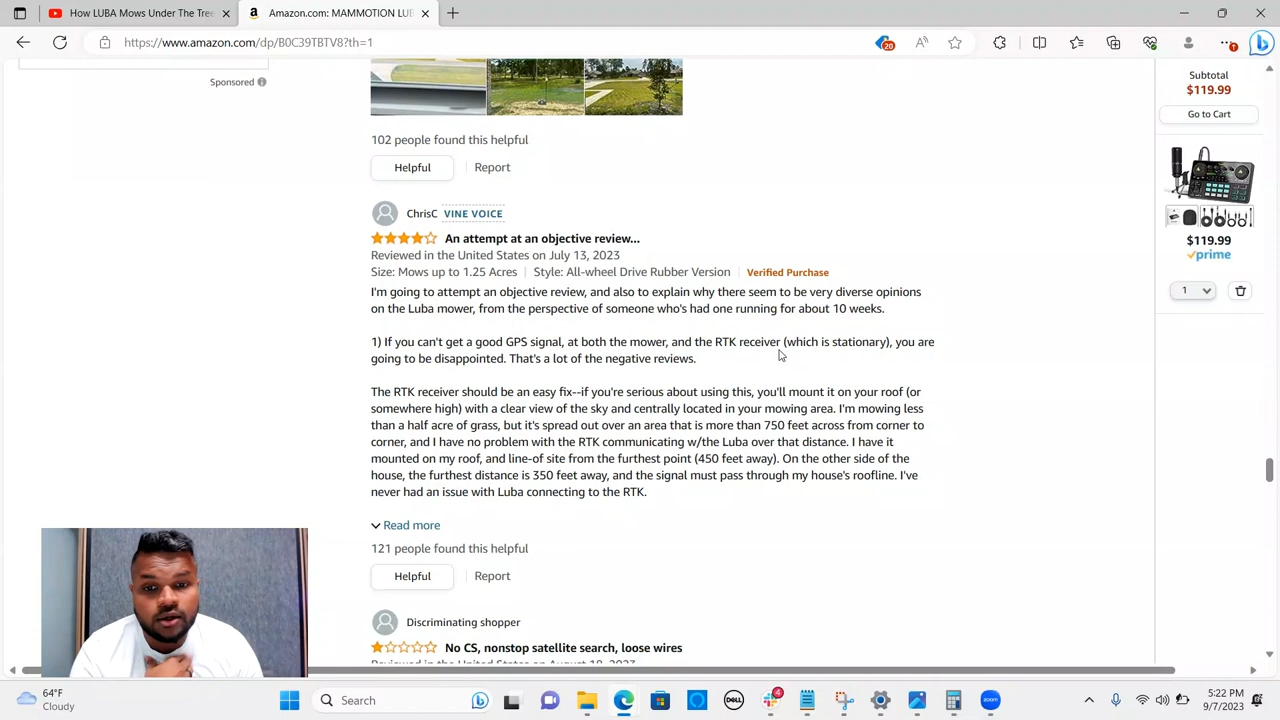 How LUBA Mows Under The Tree
Amazon.com: MAMMOTION LUB
https://www.amazon.com/dp/B0C39TBTV8?th=1
20
Sponsored
Subtotal
$119.99
Go to Cart
$119.99
prime
1
102 people found this helpful
Helpful
Report
ChrisC VINE VOICE
An attempt at an objective review...
Reviewed in the United States on July 13, 2023
Size: Mows up to 1.25 Acres | Style: All-wheel Drive Rubber Version | Verified Purchase
I'm going to attempt an objective review, and also to explain why there seem to be very diverse opinions
on the Luba mower, from the perspective of someone who's had one running for about 10 weeks.
1) If you can't get a good GPS signal, at both the mower, and the RTK receiver (which is stationary), you are
going to be disappointed. That's a lot of the negative reviews.
The RTK receiver should be an easy fix--if you're serious about using this, you'll mount it on your roof (or
somewhere high) with a clear view of the sky and centrally located in your mowing area. I'm mowing less
than a half acre of grass, but it's spread out over an area that is more than 750 feet across from corner to
corner, and I have no problem with the RTK communicating w/the Luba over that distance. I have it
mounted on my roof, and line-of site from the furthest point (450 feet away). On the other side of the
house, the furthest distance is 350 feet away, and the signal must pass through my house's roofline. I've
never had an issue with Luba connecting to the RTK.
Read more
121 people found this helpful
Helpful
Report
Discriminating shopper
No CS, nonstop satellite search, loose wires
Reviewed in the United States on August 18, 2023
64°F
Cloudy
Search
DELL
4
zoom
5:22 PM
9/7/2023